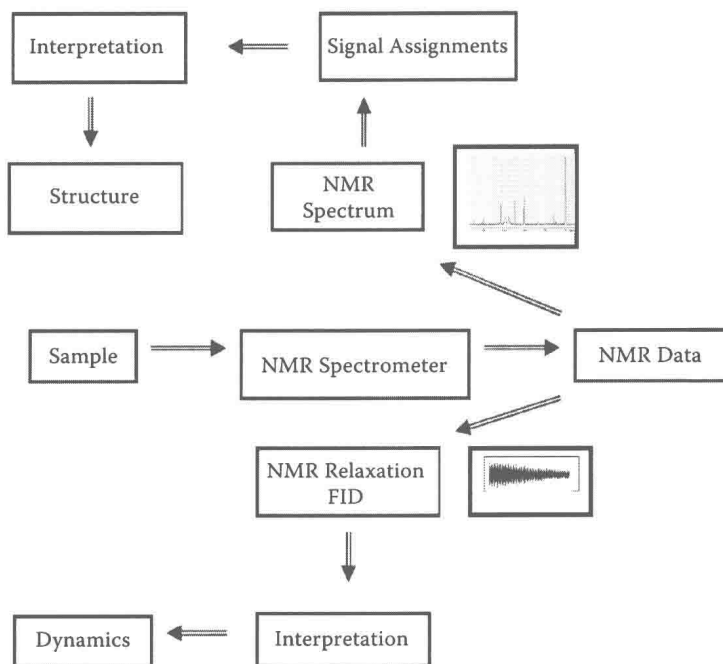 Interpretation
Signal Assignments
Structure
NMR
Spectrum
Sample
NMR Spectrometer
NMR Data
NMR Relaxation
FID
Dynamics
Interpretation